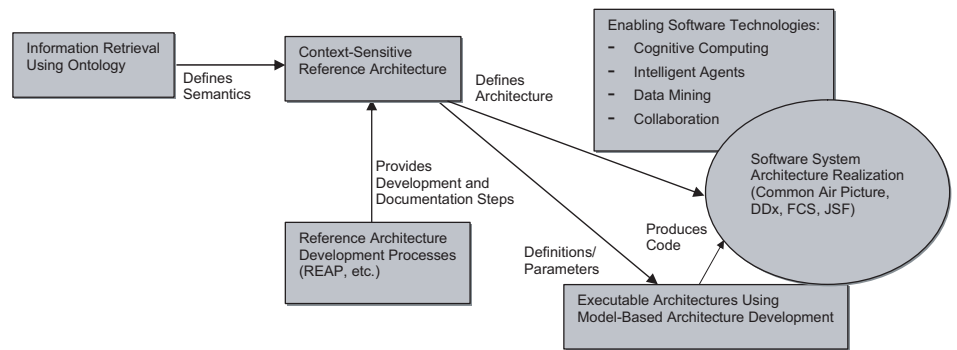 Information Retrieval
Using Ontology
Defines
Semantics
Context-Sensitive
Reference Architecture
Defines
Architecture
Enabling Software Technologies:
- Cognitive Computing
- Intelligent Agents
- Data Mining
- Collaboration
Software System
Architecture Realization
(Common Air Picture,
DDx, FCS, JSF)
Provides
Development and
Documentation Steps
Reference Architecture
Development Processes
(REAP, etc.)
Definitions/
Parameters
Produces
Code
Executable Architectures Using
Model-Based Architecture Development